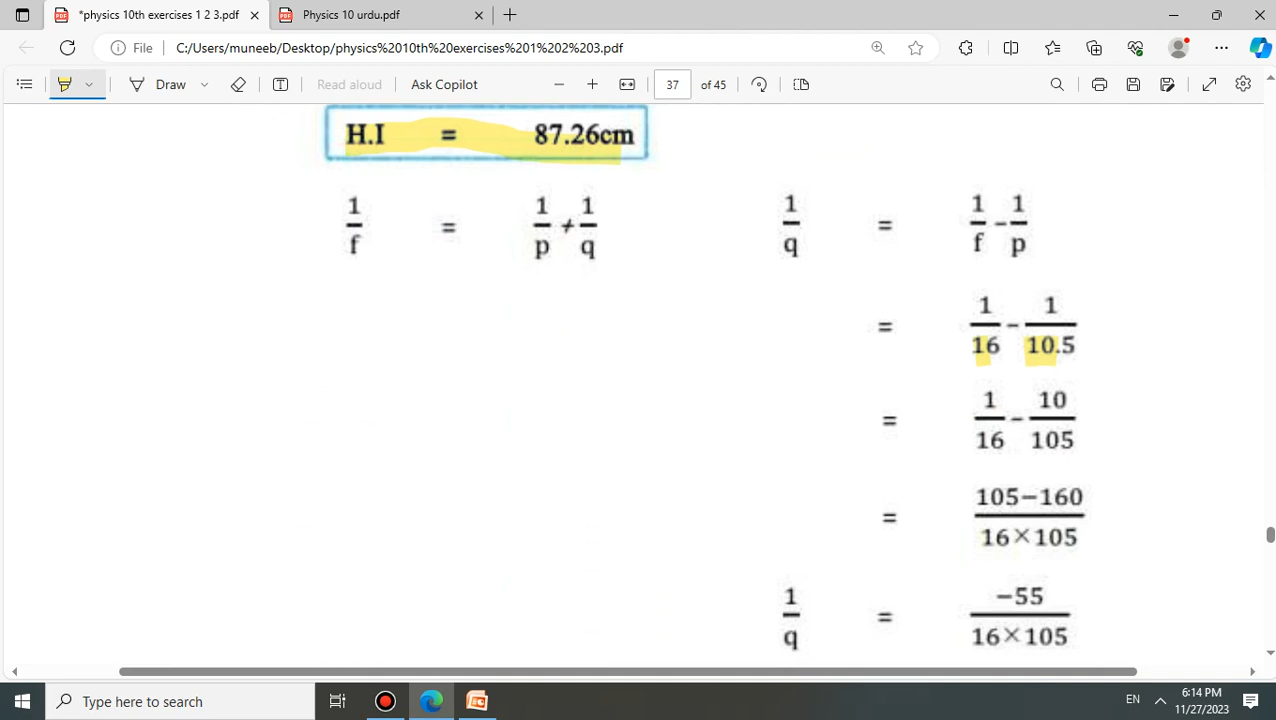 *physics 10th exercises 1 2 3.pdf
Physics 10 urdu.pdf
File C:/Users/muneeb/Desktop/physics%2010th%20exercises%201%202%203.pdf
Draw Read aloud Ask Copilot 37 of 45
H.I = 87.26cm
1/f = 1/p + 1/q
1/q = 1/f − 1/p
= 1/16 − 1/10.5
= 1/16 − 10/105
= 105−160/16×105
1/q = −55/16×105
Type here to search
EN
6:14 PM
11/27/2023